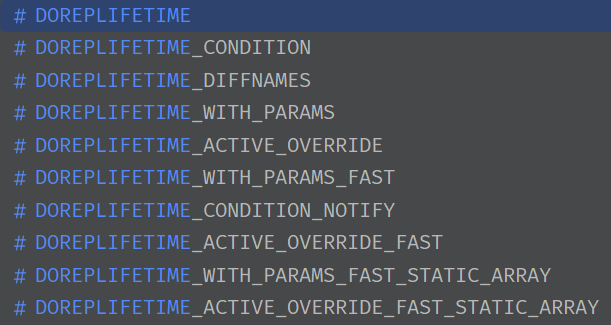 # DOREPLIFETIME
# DOREPLIFETIME_CONDITION
# DOREPLIFETIME_DIFFNAMES
# DOREPLIFETIME_WITH_PARAMS
# DOREPLIFETIME_ACTIVE_OVERRIDE
# DOREPLIFETIME_WITH_PARAMS_FAST
# DOREPLIFETIME_CONDITION_NOTIFY
# DOREPLIFETIME_ACTIVE_OVERRIDE_FAST
# DOREPLIFETIME_WITH_PARAMS_FAST_STATIC_ARRAY
# DOREPLIFETIME_ACTIVE_OVERRIDE_FAST_STATIC_ARRAY